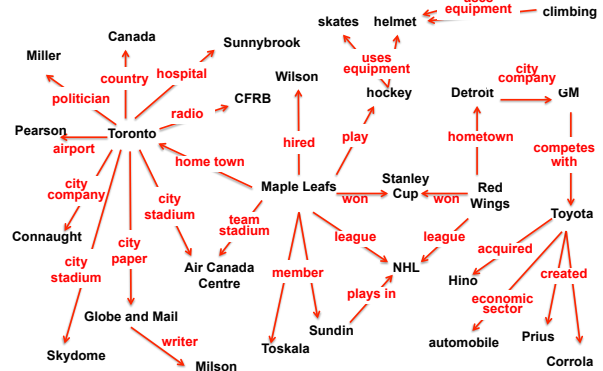 uses
equipment
climbing
skates
helmet
Canada
Sunnybrook
Miller
uses
equipment
city
company
country
hospital
Wilson
politician
CFRB
hockey
Detroit
GM
radio
Pearson
Toronto
airport
hired
play
hometown
competes
with
home town
city
company
city
stadium
Maple Leafs
won
Stanley
Cup
won
Red
Wings
team
stadium
Toyota
Connaught
city
stadium
city
paper
league
league
acquired
Air Canada
Centre
member
NHL
Hino
created
plays in
economic
sector
Globe and Mail
Sundin
writer
Toskala
automobile
Prius
Skydome
Milson
Corrola